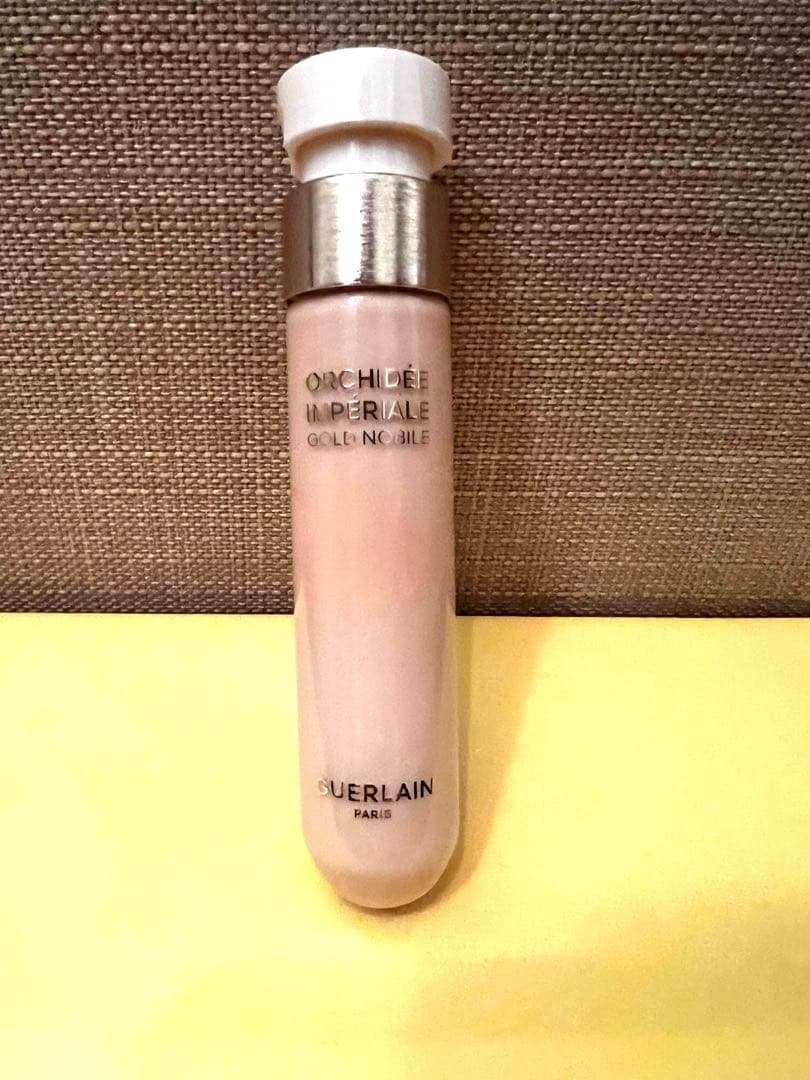 ORCHIDÉE
IMPÉRIALE
GOLD NOBILE
GUERLAIN
PARIS